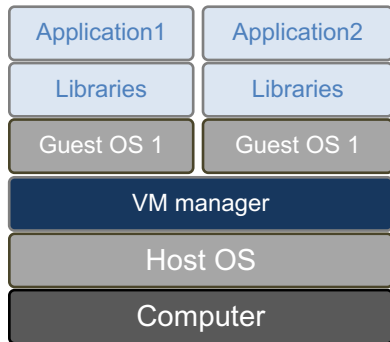 Application1 Application2
Libraries Libraries
Guest OS 1 Guest OS 1
VM manager
Host OS
Computer